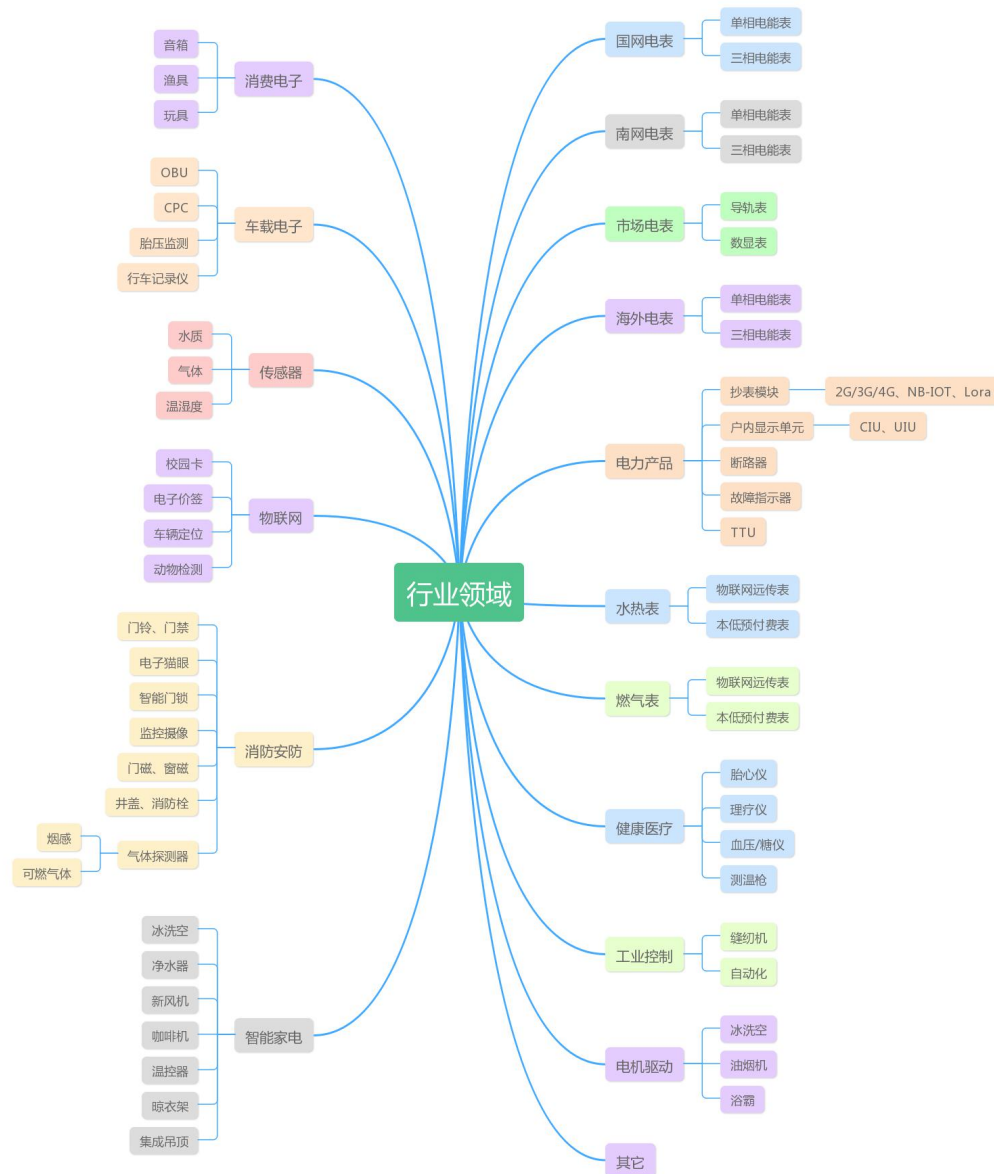 行业领域
消费电子
音箱
渔具
玩具
车载电子
OBU
CPC
胎压监测
行车记录仪
传感器
水质
气体
温湿度
物联网
校园卡
电子价签
车辆定位
动物检测
消防安防
门铃、门禁
电子猫眼
智能门锁
监控摄像
门磁、窗磁
井盖、消防栓
气体探测器
烟感
可燃气体
智能家电
冰洗空
净水器
新风机
咖啡机
温控器
晾衣架
集成吊顶
国网电表
单相电能表
三相电能表
南网电表
单相电能表
三相电能表
市场电表
导轨表
数显表
海外电表
单相电能表
三相电能表
电力产品
抄表模块
2G/3G/4G、NB-IOT、Lora
户内显示单元
CIU、UIU
断路器
故障指示器
TTU
水热表
物联网远传表
本低预付费表
燃气表
物联网远传表
本低预付费表
健康医疗
胎心仪
理疗仪
血压/糖仪
测温枪
工业控制
缝纫机
自动化
电机驱动
冰洗空
油烟机
浴霸
其它